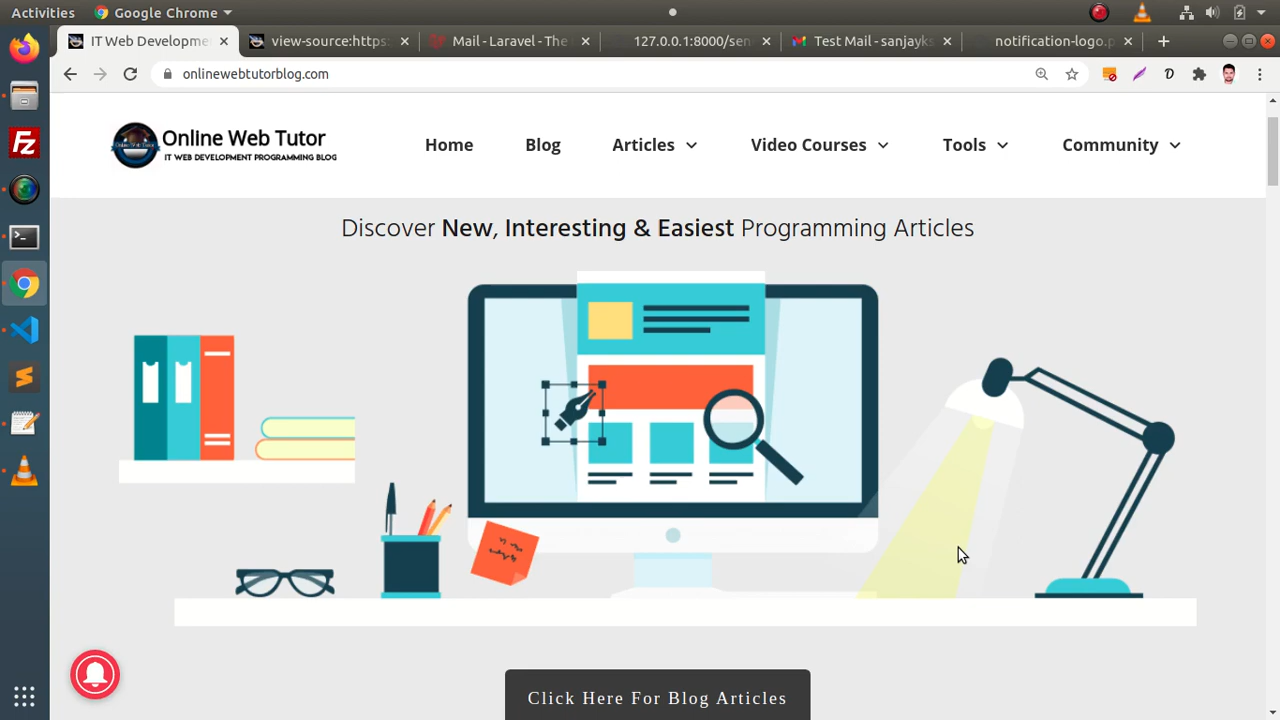 Activities
Google Chrome
IT Web Developme
view-source:https:
Mail - Laravel - The
127.0.0.1:8000/sen
Test Mail - sanjayks
notification-logo.p
onlinewebtutorblog.com
Online Web Tutor
IT WEB DEVELOPMENT PROGRAMMING BLOG
Home
Blog
Articles
Video Courses
Tools
Community
Discover New, Interesting & Easiest Programming Articles
Click Here For Blog Articles